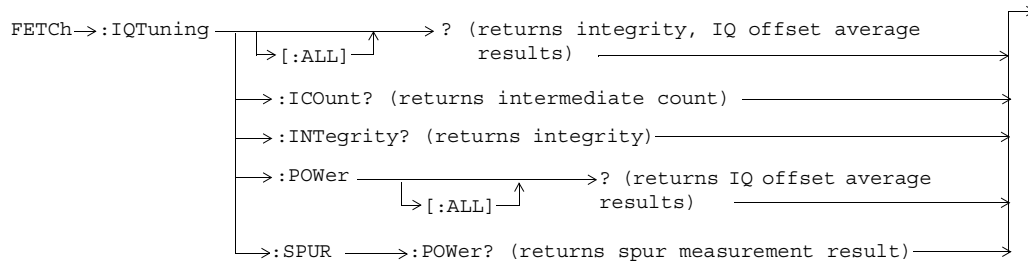 FETCh :IQTuning ? (returns integrity, IQ offset average
[:ALL] results)
:ICOunt? (returns intermediate count)
:INTegrity? (returns integrity)
:POWer ? (returns IQ offset average
[:ALL] results)
:SPUR :POWer? (returns spur measurement result)